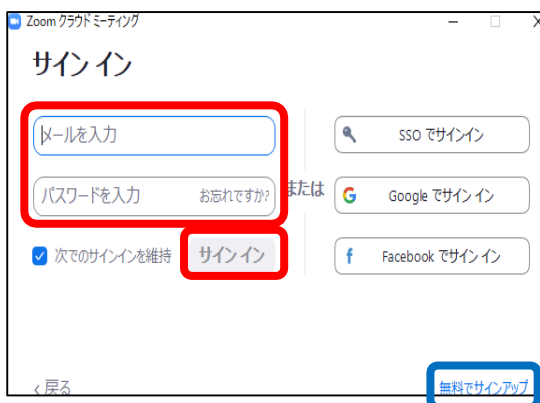 Zoom クラウドミーティング
サイン イン
メールを入力
パスワードを入力 お忘れですか?
または
次でのサインインを維持 サイン イン
SSO でサインイン
Google でサイン イン
Facebook でサイン イン
‹ 戻る
無料でサインアップ